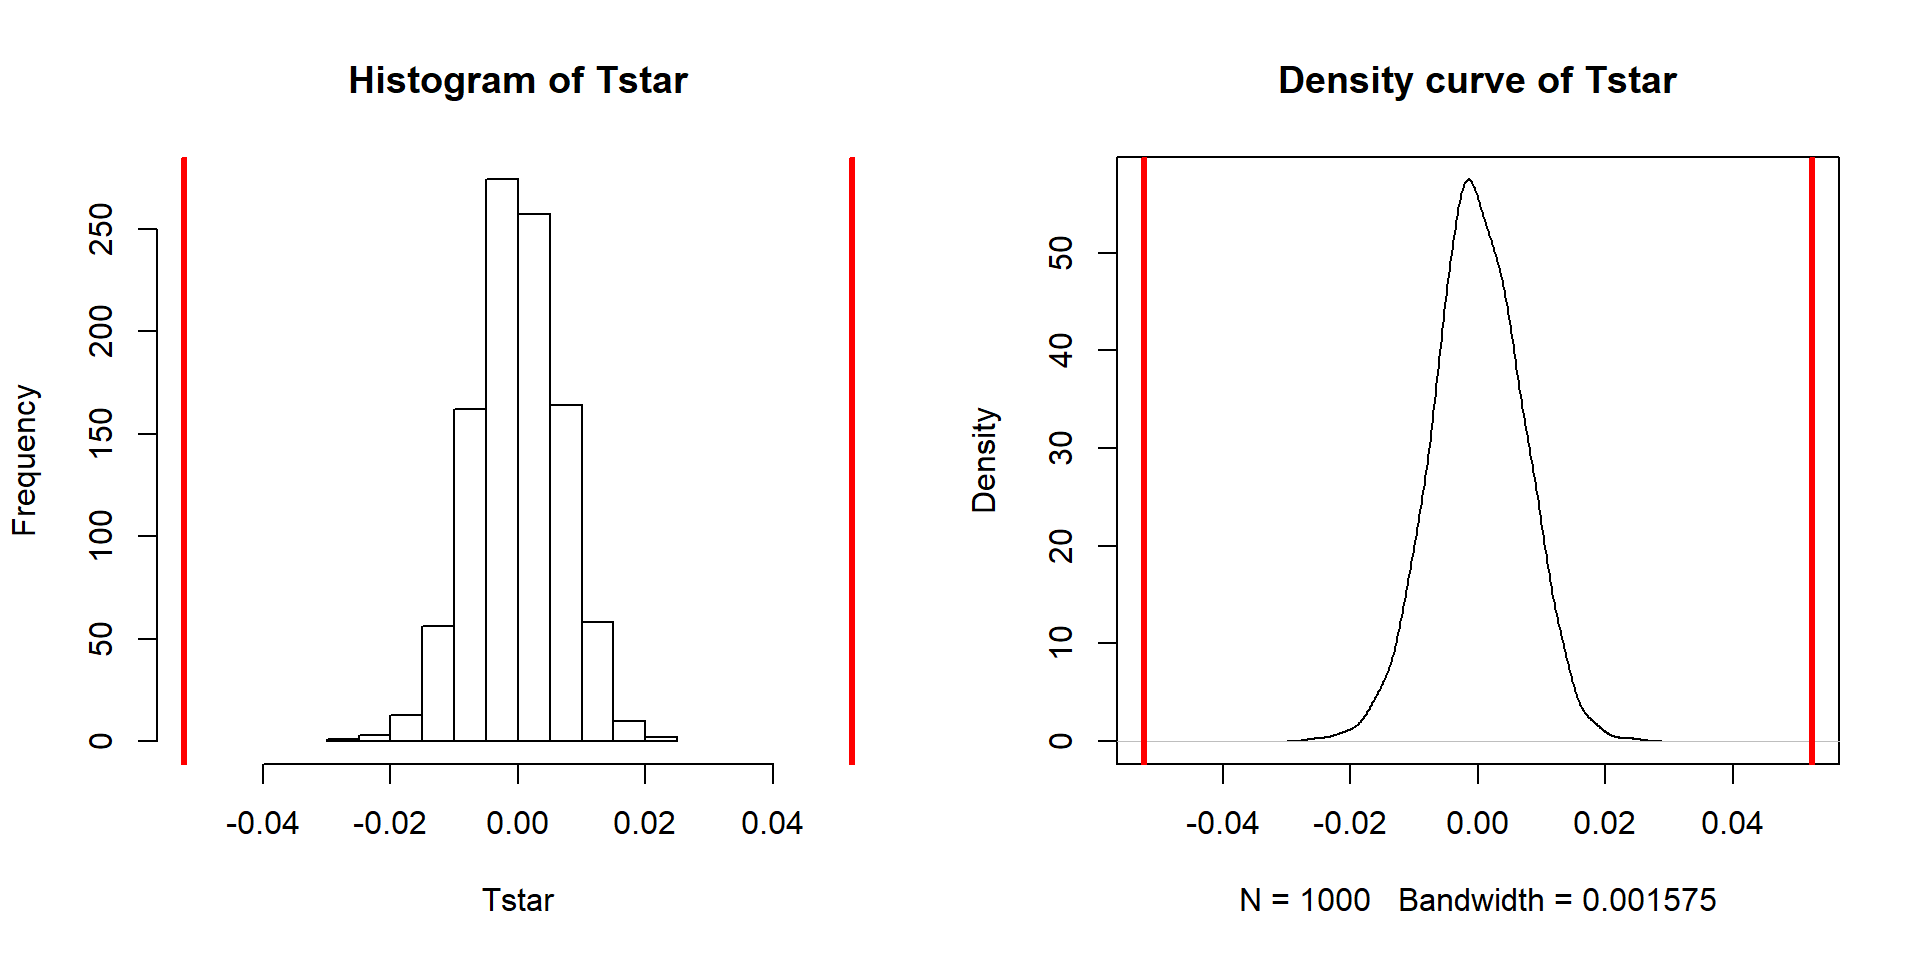 Histogram of Tstar
Frequency
250
200
150
100
50
0
-0.04 -0.02 0.00 0.02 0.04
Tstar
Density curve of Tstar
Density
50
40
30
20
10
0
-0.04 -0.02 0.00 0.02 0.04
N = 1000 Bandwidth = 0.001575